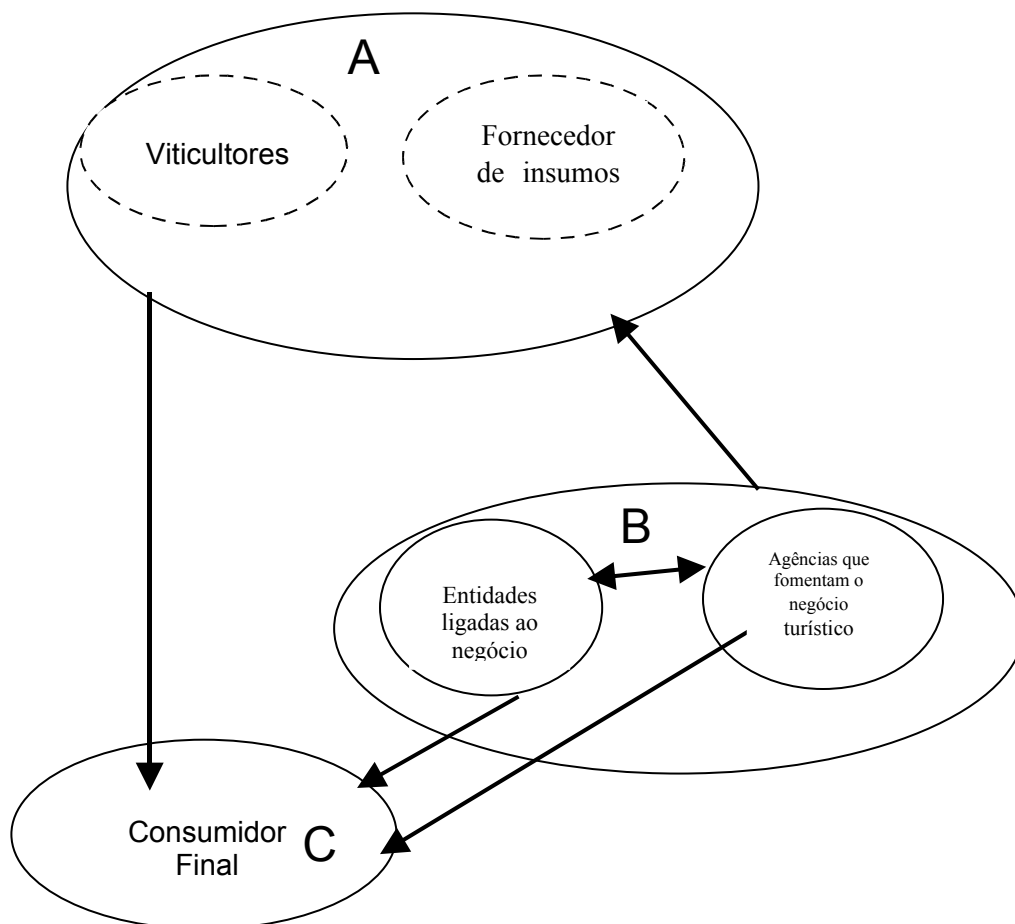 A
Viticultores
Fornecedor
de insumos
B
Entidades
ligadas ao
negócio
Agências que
fomentam o
negócio
turístico
Consumidor
Final
C